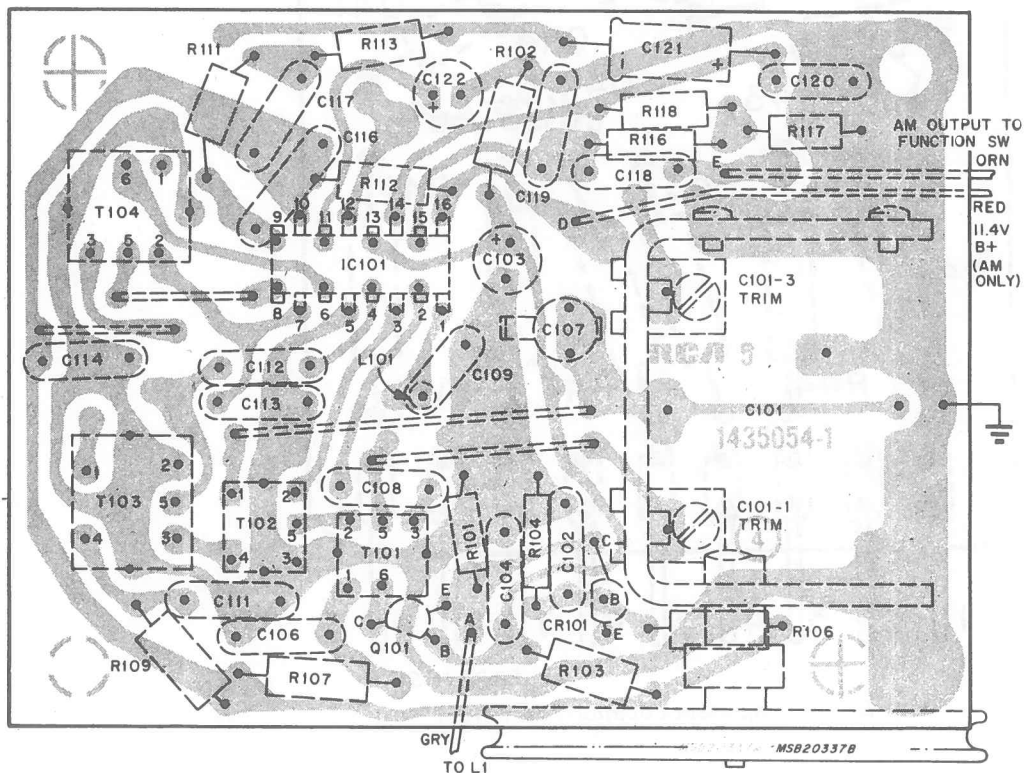 R111
R113
R102
C121
+
C122
+
C120
C117
R118
R117
AM OUTPUT TO
FUNCTION SW
C116
R116
ORN
6
1
R112
C118
E
T104
C119
RED
9
10
11
12
13
14
15
16
D
11.4V
B+
(AM
ONLY)
3
5
2
+
IC101
C103
C101-3
TRIM
8
7
6
5
4
3
2
1
C107
C114
C112
L101
C109
RCA
C113
C101
1435054-1
1
2
T103
5
4
3
1
2
T102
5
4
3
C108
2
5
3
T101
1
6
R101
C104
R104
C102
C101-1
TRIM
4
C
B
CR101
E
C111
E
A
C
Q101
B
C106
R106
R109
R107
R103
GRY
TO L1
MSB20337B